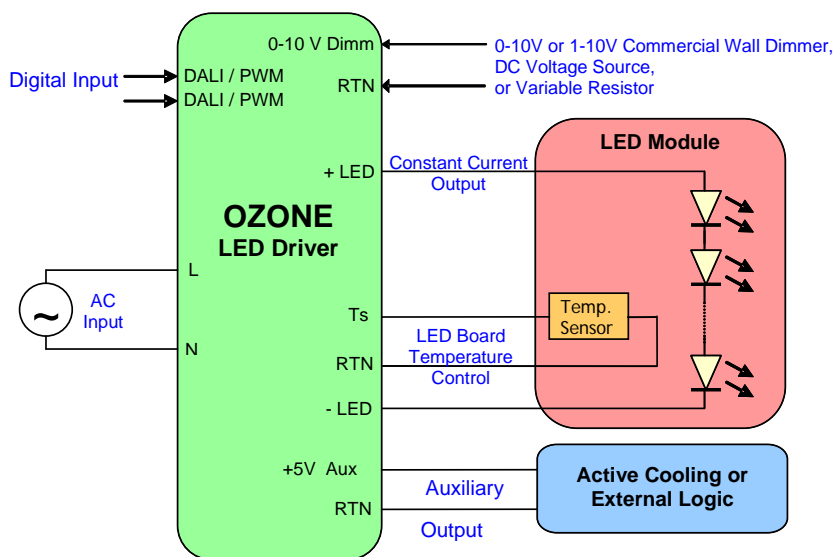 0-10 V Dimm
0-10V or 1-10V Commercial Wall Dimmer,
DC Voltage Source,
or Variable Resistor
Digital Input
DALI / PWM
DALI / PWM
RTN
LED Module
+ LED
Constant Current
Output
OZONE
LED Driver
L
AC
Input
N
Ts
Temp.
Sensor
LED Board
Temperature
Control
RTN
- LED
+5V Aux
Auxiliary
RTN
Output
Active Cooling or
External Logic
~